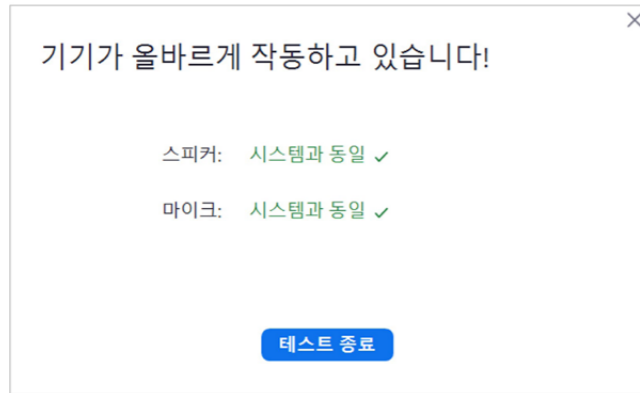 기기가 올바르게 작동하고 있습니다!
스피커: 시스템과 동일 ✓
마이크: 시스템과 동일 ✓
테스트 종료